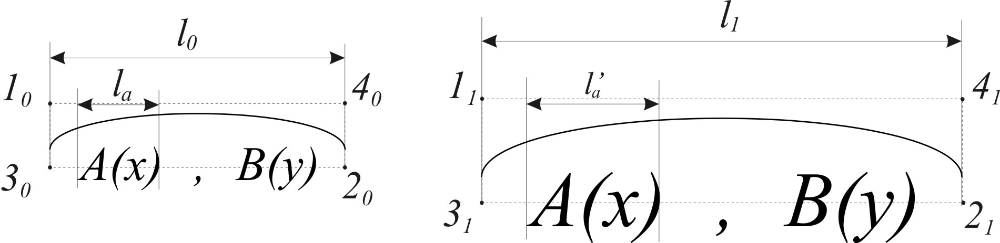 l₀
lₐ
1₀ 4₀
A(x) , B(y)
3₀ 2₀
l₁
l’ₐ
1₁ 4₁
A(x) , B(y)
3₁ 2₁